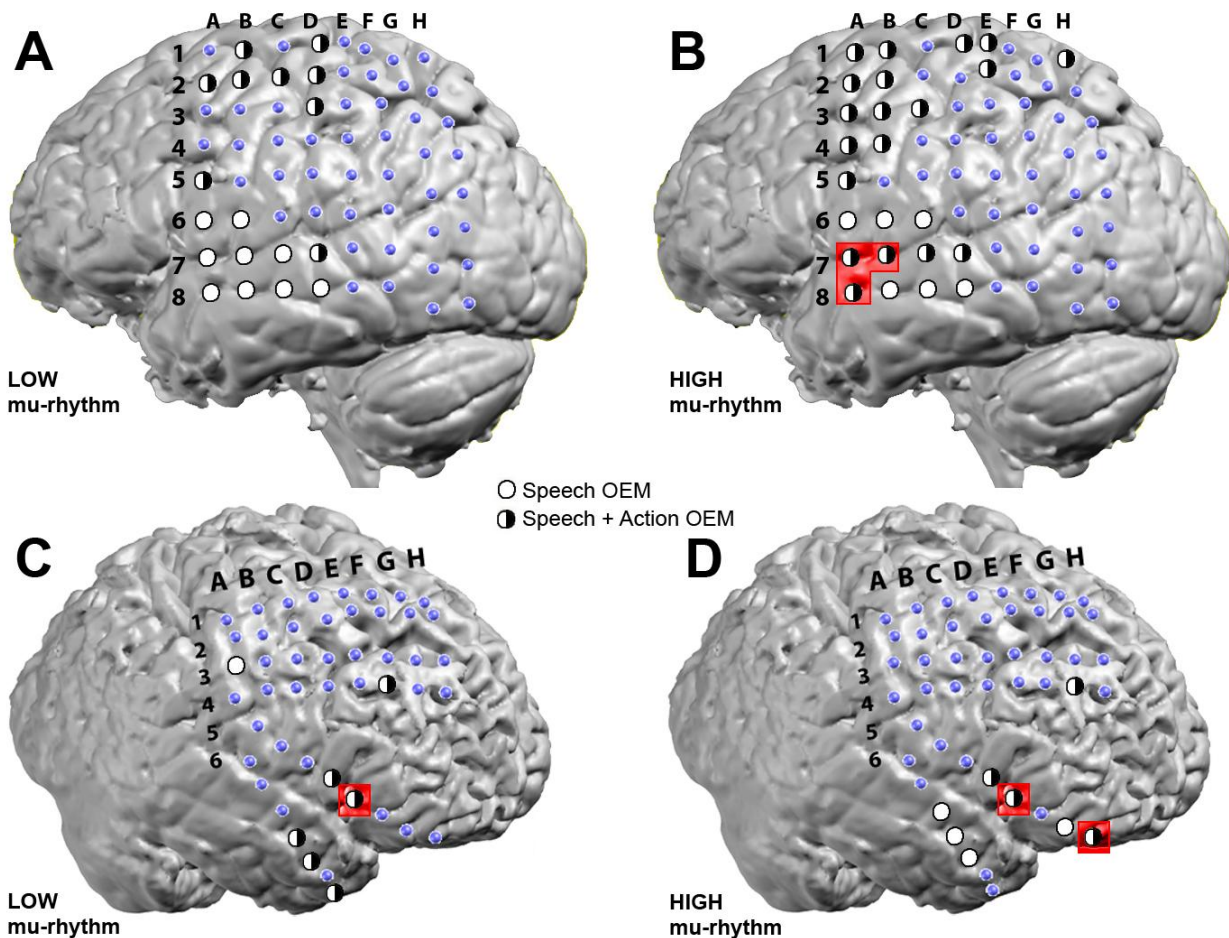 A
A B C D E F G H
1
2
3
4
5
6
7
8
LOW
mu-rhythm
B
A B C D E F G H
1
2
3
4
5
6
7
8
HIGH
mu-rhythm
Speech OEM
Speech + Action OEM
C
A B C D E F G H
1
2
3
4
5
6
LOW
mu-rhythm
D
A B C D E F G H
1
2
3
4
5
6
HIGH
mu-rhythm